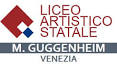 LICEO
ARTISTICO
STATALE
M. GUGGENHEIM
VENEZIA